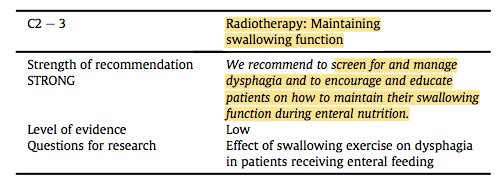 C2 – 3 Radiotherapy: Maintaining
swallowing function
Strength of recommendation We recommend to screen for and manage
STRONG dysphagia and to encourage and educate
patients on how to maintain their swallowing
function during enteral nutrition.
Level of evidence Low
Questions for research Effect of swallowing exercise on dysphagia
in patients receiving enteral feeding